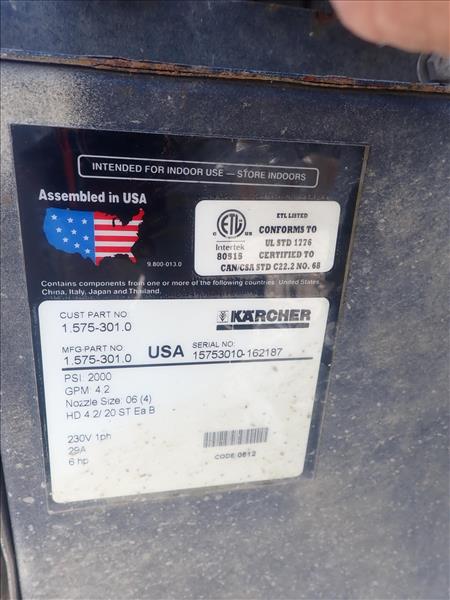 INTENDED FOR INDOOR USE — STORE INDOORS
Assembled in USA
9.800-013.0
ETL LISTED
CONFORMS TO
UL STD 1776
CERTIFIED TO
CAN/CSA STD C22.2 NO. 68
C ETL US
Intertek
80515
Contains components from one or more of the following countries: United States,
China, Italy, Japan and Thailand.
CUST PART NO:
1.575-301.0
KÄRCHER
MFG PART NO:
1.575-301.0
USA
SERIAL NO:
15753010-162187
PSI: 2000
GPM: 4.2
Nozzle Size: 06 (4)
HD 4.2/ 20 ST Ea B
230V 1ph
29A
6 hp
CODE:0612